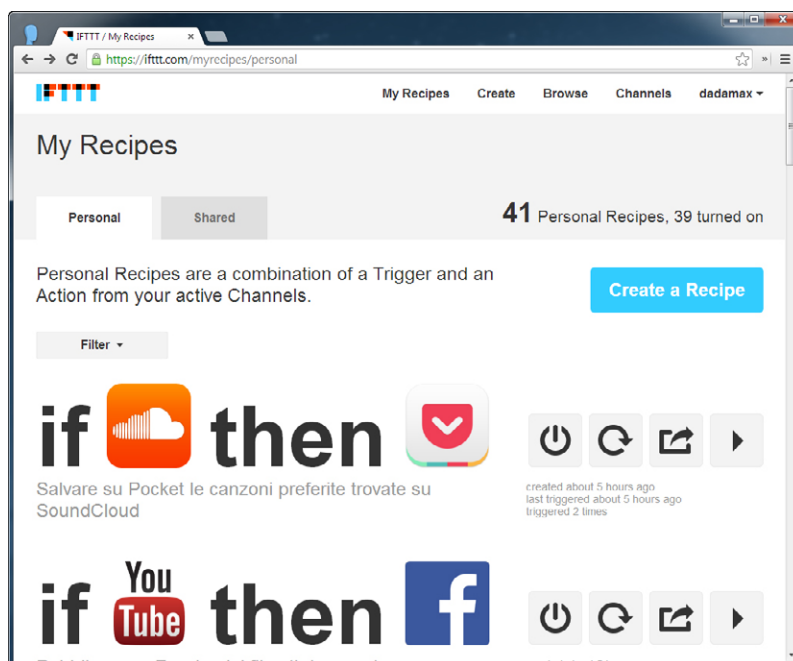 IFTTT / My Recipes
https://ifttt.com/myrecipes/personal
IFTTT
My Recipes Create Browse Channels dadamax
My Recipes
Personal Shared 41 Personal Recipes, 39 turned on
Personal Recipes are a combination of a Trigger and an
Action from your active Channels.
Create a Recipe
Filter
if then
Salvare su Pocket le canzoni preferite trovate su
SoundCloud
created about 5 hours ago
last triggered about 5 hours ago
triggered 2 times
if You Tube then f